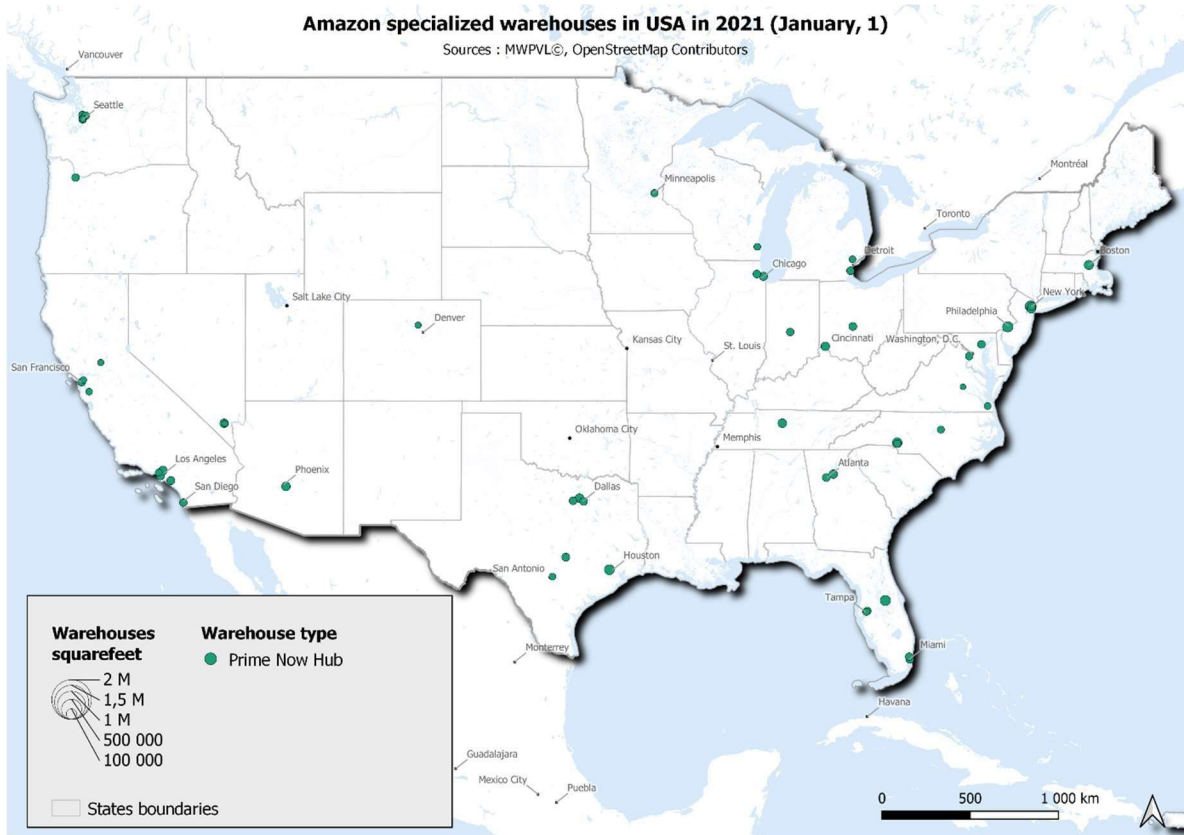 Amazon specialized warehouses in USA in 2021 (January, 1)
Sources : MWPVL©, OpenStreetMap Contributors
Vancouver
Seattle
Minneapolis
Montréal
Toronto
Boston
Detroit
Chicago
New York
Salt Lake City
Denver
Philadelphia
Kansas City
St. Louis
Cincinnati
Washington, D.C.
San Francisco
Oklahoma City
Memphis
Los Angeles
Phoenix
Atlanta
San Diego
Dallas
San Antonio
Houston
Tampa
Miami
Monterrey
Havana
Guadalajara
Mexico City
Puebla
Warehouses
squarefeet
2 M
1,5 M
1 M
500 000
100 000
Warehouse type
Prime Now Hub
States boundaries
0 500 1 000 km